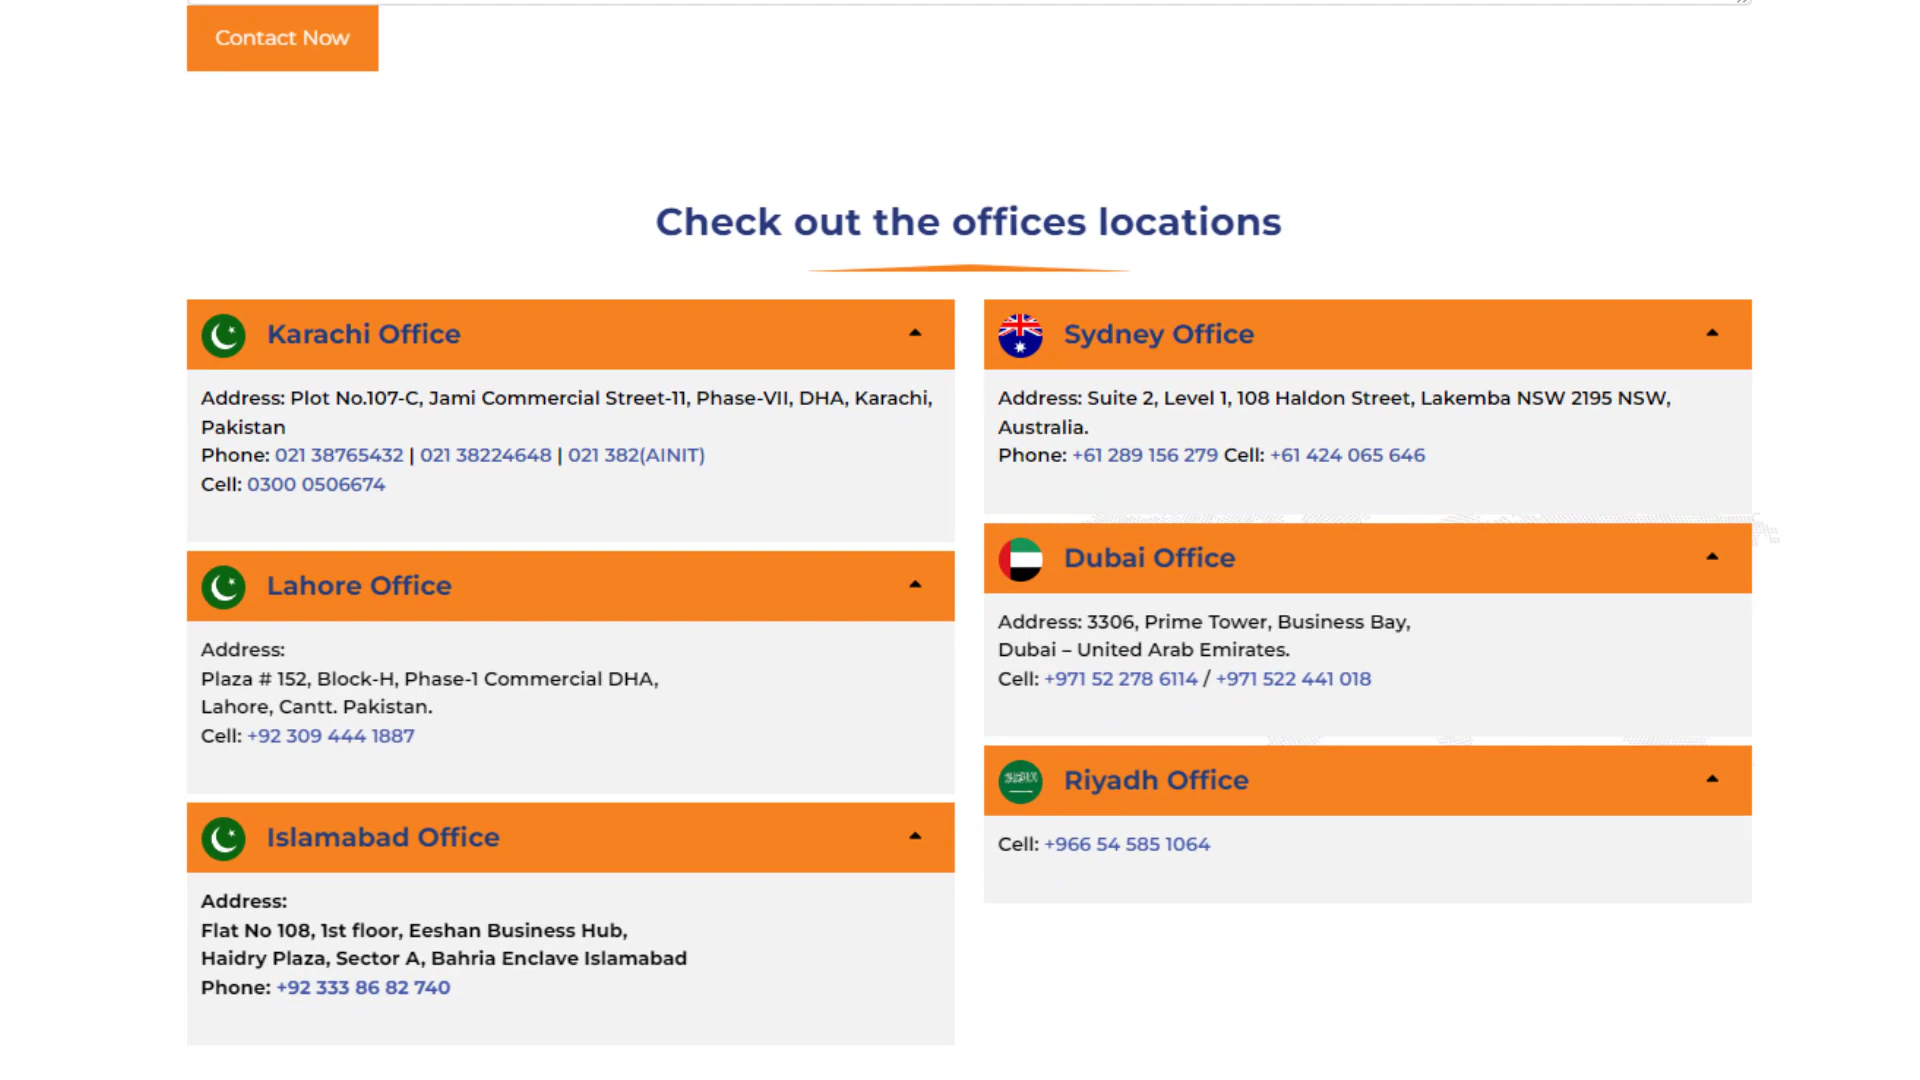 Contact Now
Check out the offices locations
Karachi Office
Address: Plot No.107-C, Jami Commercial Street-11, Phase-VII, DHA, Karachi,
Pakistan
Phone: 021 38765432 | 021 38224648 | 021 382(AINIT)
Cell: 0300 0506674
Lahore Office
Address:
Plaza # 152, Block-H, Phase-1 Commercial DHA,
Lahore, Cantt. Pakistan.
Cell: +92 309 444 1887
Islamabad Office
Address:
Flat No 108, 1st floor, Eeshan Business Hub,
Haidry Plaza, Sector A, Bahria Enclave Islamabad
Phone: +92 333 86 82 740
Sydney Office
Address: Suite 2, Level 1, 108 Haldon Street, Lakemba NSW 2195 NSW,
Australia.
Phone: +61 289 156 279 Cell: +61 424 065 646
Dubai Office
Address: 3306, Prime Tower, Business Bay,
Dubai – United Arab Emirates.
Cell: +971 52 278 6114 / +971 522 441 018
Riyadh Office
Cell: +966 54 585 1064